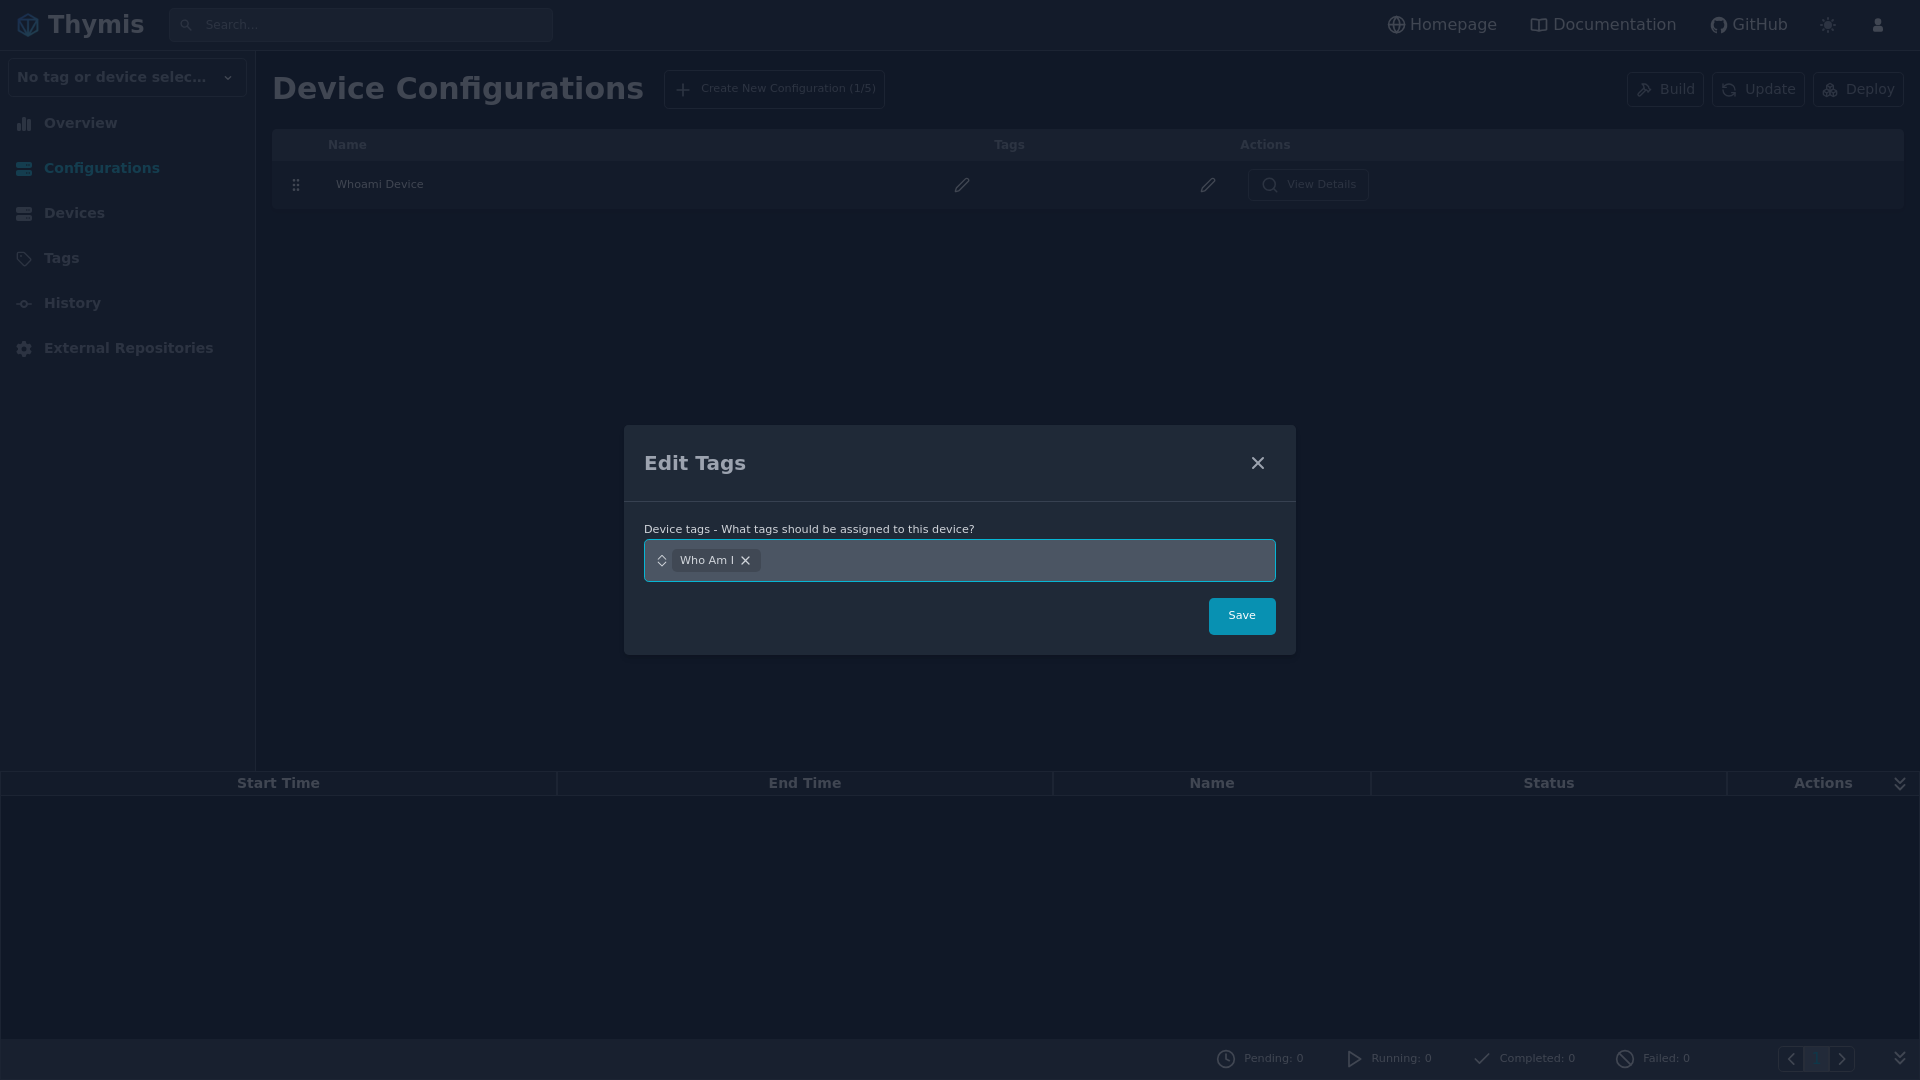 Thymis
Search...
Homepage
Documentation
GitHub
No tag or device selec...
Overview
Configurations
Devices
Tags
History
External Repositories
Device Configurations
Create New Configuration (1/5)
Build
Update
Deploy
Name
Tags
Actions
Whoami Device
View Details
Edit Tags
Device tags - What tags should be assigned to this device?
Who Am I
Save
Start Time
End Time
Name
Status
Actions
Pending: 0
Running: 0
Completed: 0
Failed: 0